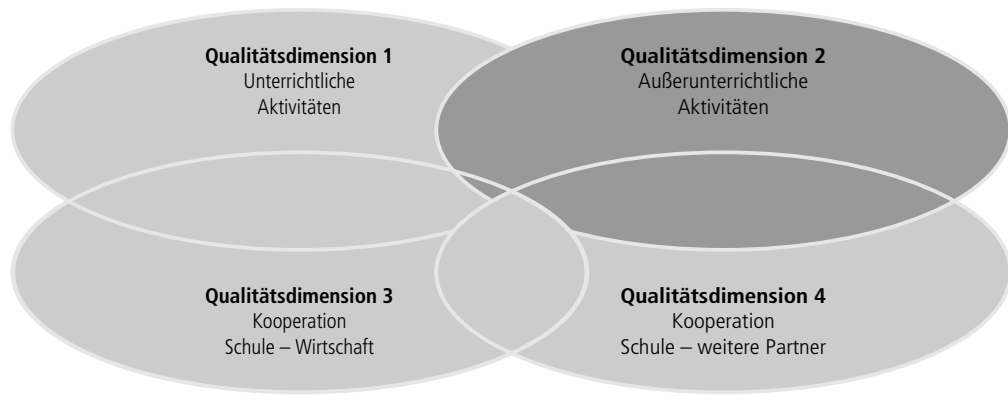 Qualitätsdimension 1
Unterrichtliche
Aktivitäten
Qualitätsdimension 2
Außerunterrichtliche
Aktivitäten
Qualitätsdimension 3
Kooperation
Schule – Wirtschaft
Qualitätsdimension 4
Kooperation
Schule – weitere Partner